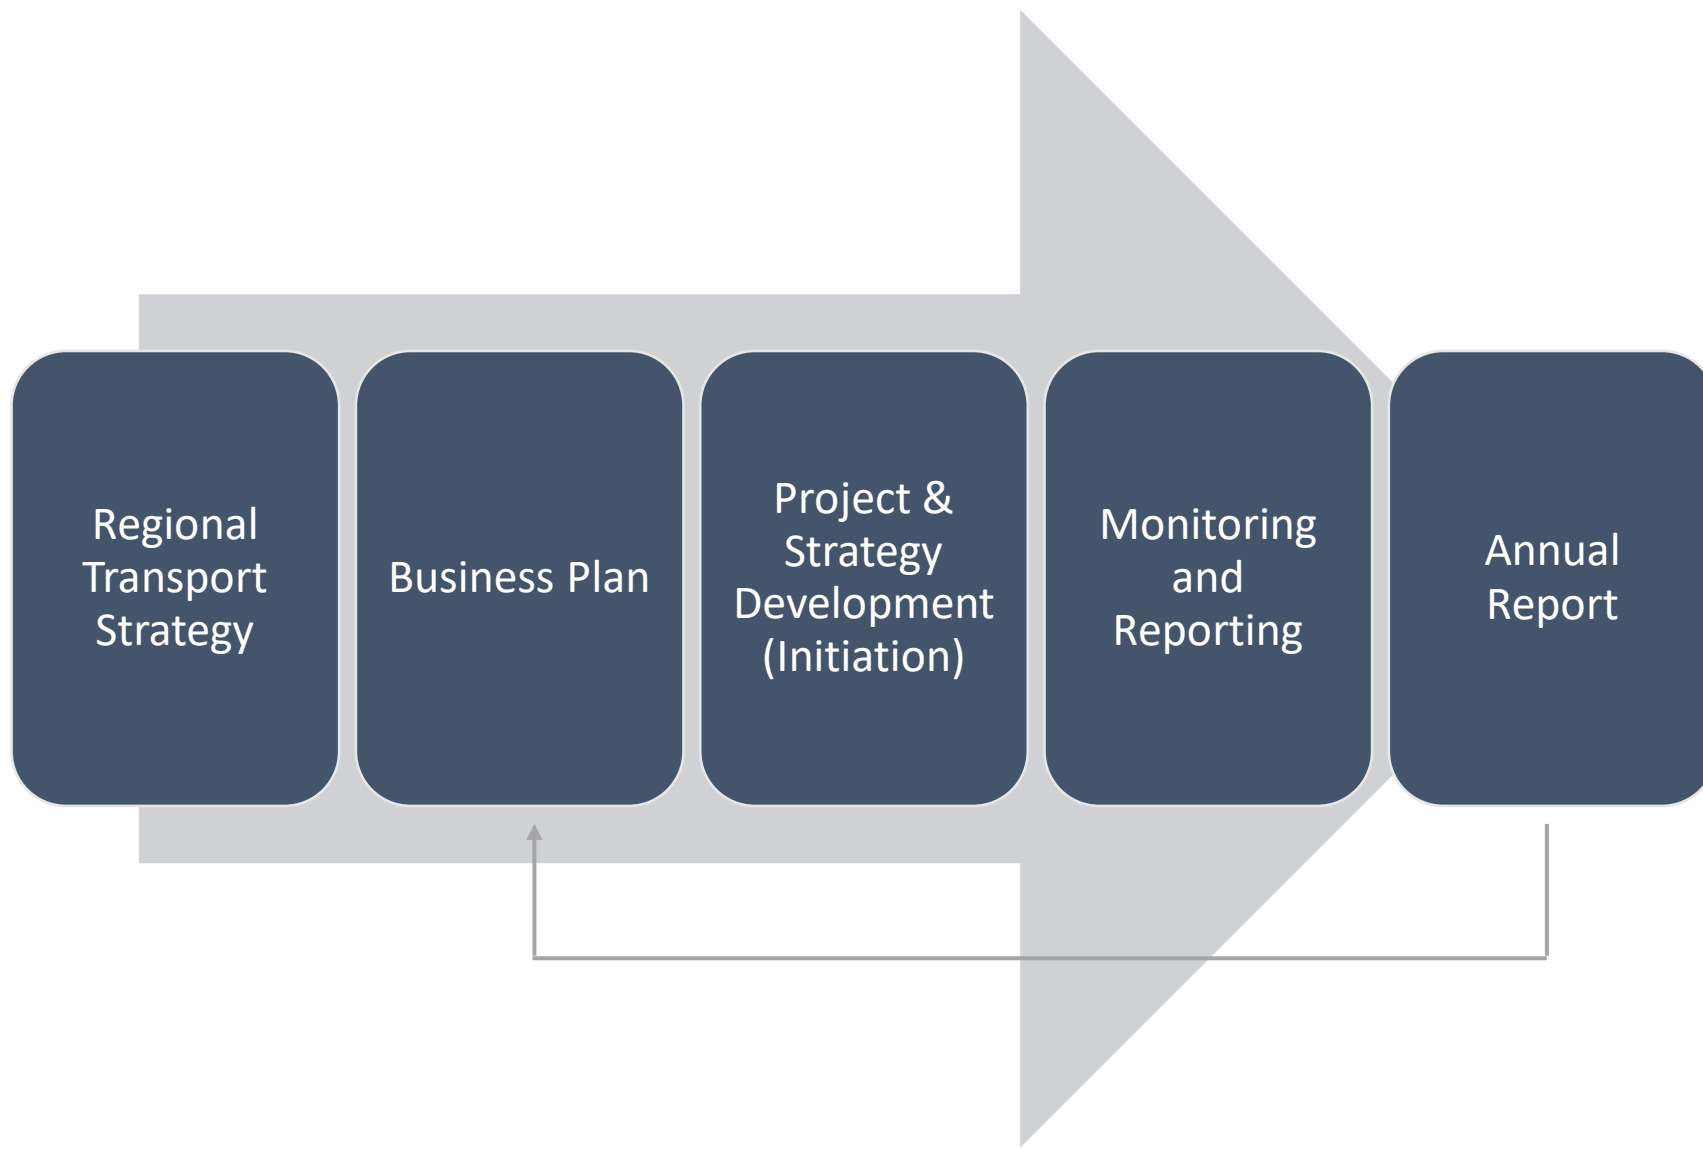 Regional
Transport
Strategy
Business Plan
Project &
Strategy
Development
(Initiation)
Monitoring
and
Reporting
Annual
Report